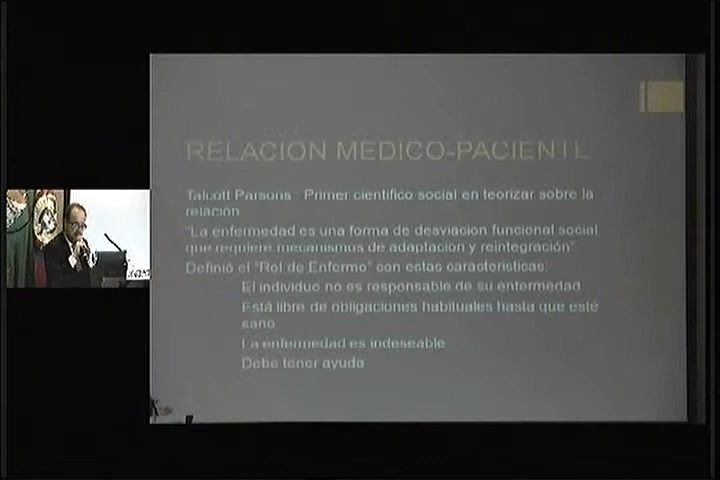 RELACION MEDICO-PACIENTE
Talcott Parsons Primer cientifico social en teorizar sobre la
relación
"La enfermedad es una forma de desviacion funcional social
que requiere mecanismos de adaptacion y reintegración"
Definió el "Rol de Enfermo" con estas caracteristicas
El individuo no es responsable de su enfermedad
Está libre de obligaciones habituales hasta que esté
sano
La enfermedad es indeseable
Debe tener ayuda